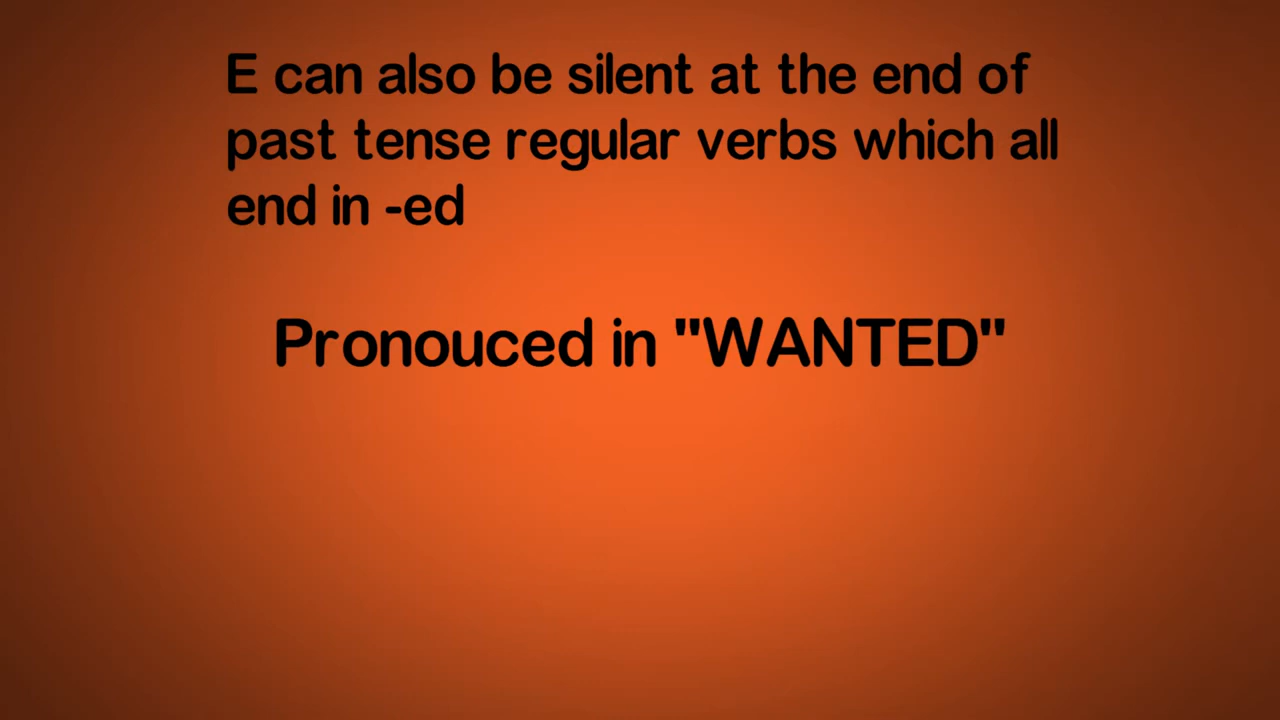 E can also be silent at the end of
past tense regular verbs which all
end in -ed
Pronouced in "WANTED"